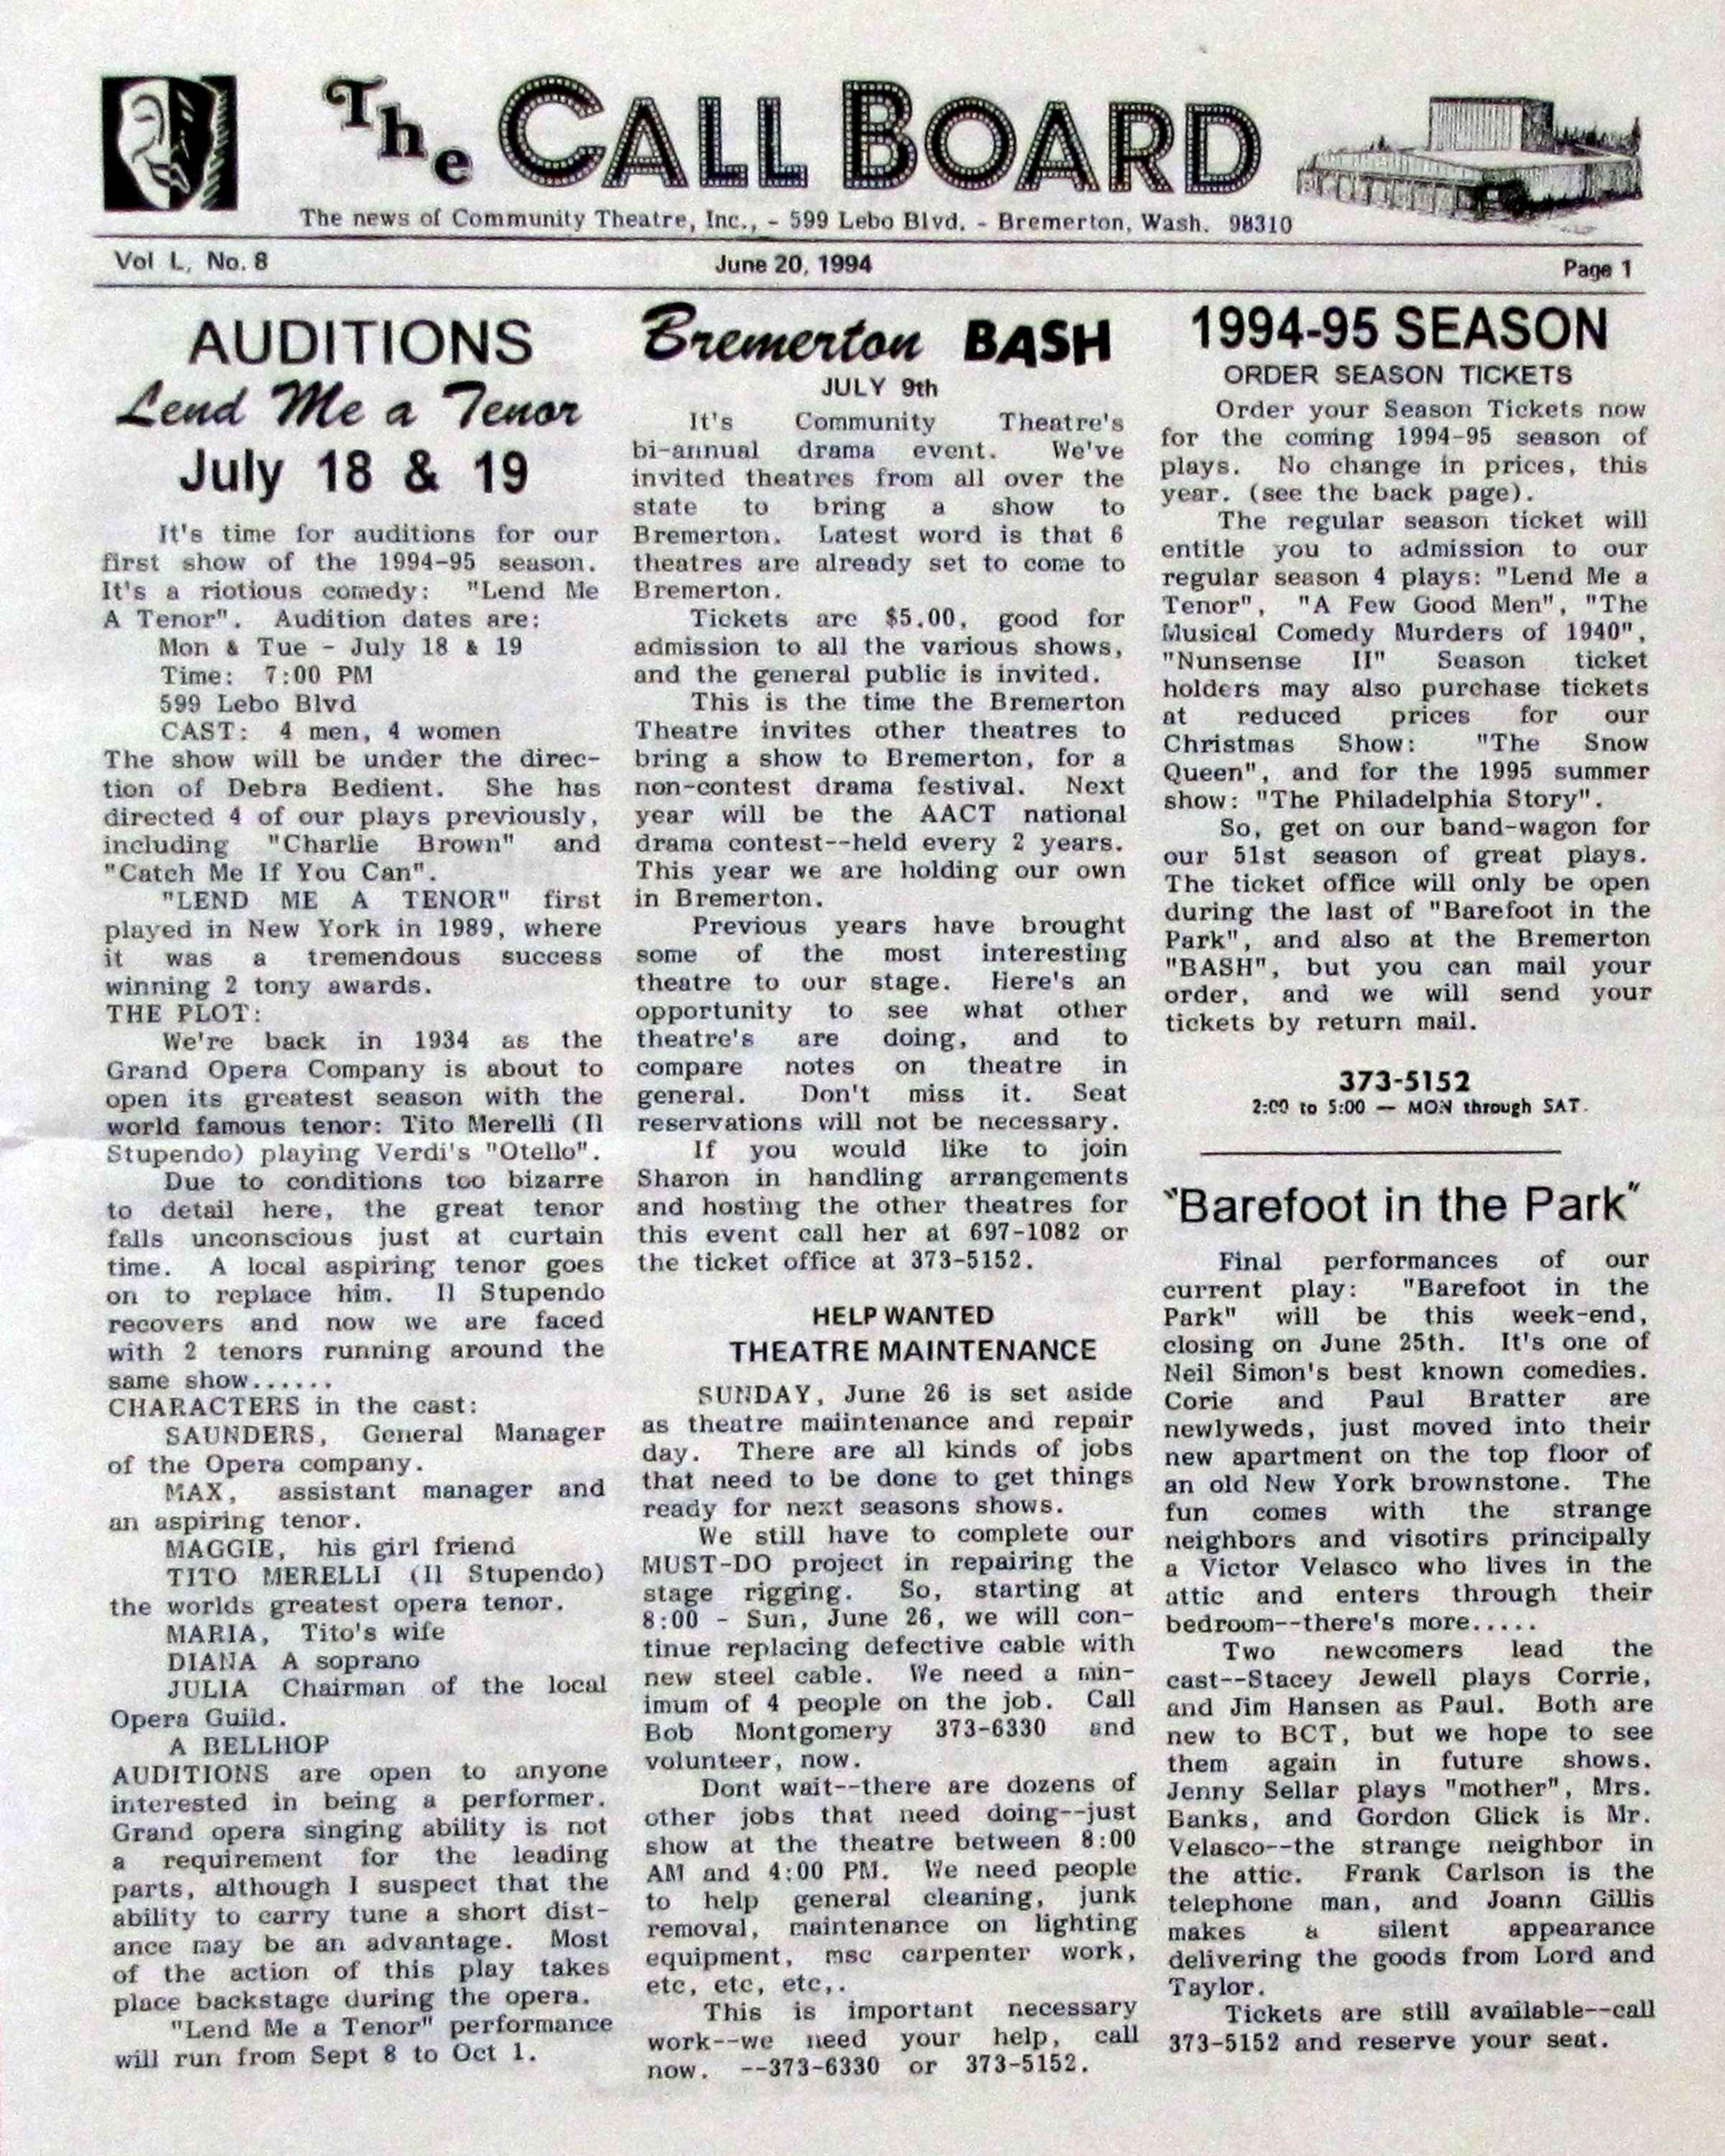 The CALL BOARD
The news of Community Theatre, Inc., - 599 Lebo Blvd. - Bremerton, Wash. 98310
Vol L, No. 8
June 20, 1994
Page 1
AUDITIONS
Lend Me a Tenor
July 18 & 19
It's time for auditions for our
first show of the 1994-95 season.
It's a riotious comedy: "Lend Me
A Tenor". Audition dates are:
Mon & Tue - July 18 & 19
Time: 7:00 PM
599 Lebo Blvd
CAST: 4 men, 4 women
The show will be under the direc-
tion of Debra Bedient. She has
directed 4 of our plays previously,
including "Charlie Brown" and
"Catch Me If You Can".
"LEND ME A TENOR" first
played in New York in 1989, where
it was a tremendous success
winning 2 tony awards.
THE PLOT:
We're back in 1934 as the
Grand Opera Company is about to
open its greatest season with the
world famous tenor: Tito Merelli (Il
Stupendo) playing Verdi's "Otello".
Due to conditions too bizarre
to detail here, the great tenor
falls unconscious just at curtain
time. A local aspiring tenor goes
on to replace him. Il Stupendo
recovers and now we are faced
with 2 tenors running around the
same show......
CHARACTERS in the cast:
SAUNDERS, General Manager
of the Opera company.
MAX, assistant manager and
an aspiring tenor.
MAGGIE, his girl friend
TITO MERELLI (Il Stupendo)
the worlds greatest opera tenor.
MARIA, Tito's wife
DIANA A soprano
JULIA Chairman of the local
Opera Guild.
A BELLHOP
AUDITIONS are open to anyone
interested in being a performer.
Grand opera singing ability is not
a requirement for the leading
parts, although I suspect that the
ability to carry tune a short dist-
ance may be an advantage. Most
of the action of this play takes
place backstage during the opera.
"Lend Me a Tenor" performance
will run from Sept 8 to Oct 1.
Bremerton BASH
JULY 9th
It's Community Theatre's
bi-annual drama event. We've
invited theatres from all over the
state to bring a show to
Bremerton. Latest word is that 6
theatres are already set to come to
Bremerton.
Tickets are $5.00, good for
admission to all the various shows,
and the general public is invited.
This is the time the Bremerton
Theatre invites other theatres to
bring a show to Bremerton, for a
non-contest drama festival. Next
year will be the AACT national
drama contest--held every 2 years.
This year we are holding our own
in Bremerton.
Previous years have brought
some of the most interesting
theatre to our stage. Here's an
opportunity to see what other
theatre's are doing, and to
compare notes on theatre in
general. Don't miss it. Seat
reservations will not be necessary.
If you would like to join
Sharon in handling arrangements
and hosting the other theatres for
this event call her at 697-1082 or
the ticket office at 373-5152.
HELP WANTED
THEATRE MAINTENANCE
SUNDAY, June 26 is set aside
as theatre maiintenance and repair
day. There are all kinds of jobs
that need to be done to get things
ready for next seasons shows.
We still have to complete our
MUST-DO project in repairing the
stage rigging. So, starting at
8:00 - Sun, June 26, we will con-
tinue replacing defective cable with
new steel cable. We need a min-
imum of 4 people on the job. Call
Bob Montgomery 373-6330 and
volunteer, now.
Dont wait--there are dozens of
other jobs that need doing--just
show at the theatre between 8:00
AM and 4:00 PM. We need people
to help general cleaning, junk
removal, maintenance on lighting
equipment, msc carpenter work,
etc, etc, etc,.
This is important necessary
work--we need your help, call
now. --373-6330 or 373-5152.
1994-95 SEASON
ORDER SEASON TICKETS
Order your Season Tickets now
for the coming 1994-95 season of
plays. No change in prices, this
year. (see the back page).
The regular season ticket will
entitle you to admission to our
regular season 4 plays: "Lend Me a
Tenor", "A Few Good Men", "The
Musical Comedy Murders of 1940",
"Nunsense II" Season ticket
holders may also purchase tickets
at reduced prices for our
Christmas Show: "The Snow
Queen", and for the 1995 summer
show: "The Philadelphia Story".
So, get on our band-wagon for
our 51st season of great plays.
The ticket office will only be open
during the last of "Barefoot in the
Park", and also at the Bremerton
"BASH", but you can mail your
order, and we will send your
tickets by return mail.
373-5152
2:00 to 5:00 — MON through SAT.
"Barefoot in the Park"
Final performances of our
current play: "Barefoot in the
Park" will be this week-end,
closing on June 25th. It's one of
Neil Simon's best known comedies.
Corie and Paul Bratter are
newlyweds, just moved into their
new apartment on the top floor of
an old New York brownstone. The
fun comes with the strange
neighbors and visotirs principally
a Victor Velasco who lives in the
attic and enters through their
bedroom--there's more.....
Two newcomers lead the
cast--Stacey Jewell plays Corrie,
and Jim Hansen as Paul. Both are
new to BCT, but we hope to see
them again in future shows.
Jenny Sellar plays "mother", Mrs.
Banks, and Gordon Glick is Mr.
Velasco--the strange neighbor in
the attic. Frank Carlson is the
telephone man, and Joann Gillis
makes a silent appearance
delivering the goods from Lord and
Taylor.
Tickets are still available--call
373-5152 and reserve your seat.